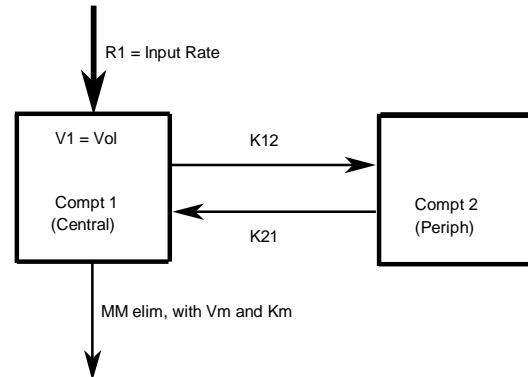 R1 = Input Rate
V1 = Vol
K12
Compt 1
(Central)
Compt 2
(Periph)
K21
MM elim, with Vm and Km